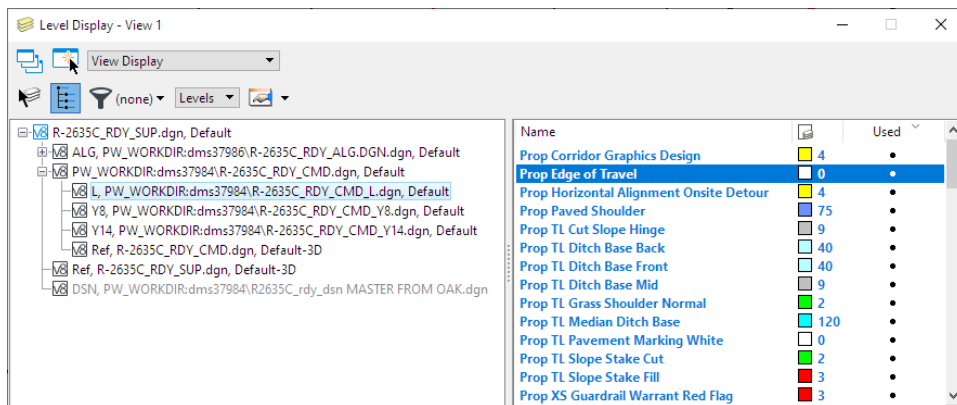 Level Display - View 1
View Display
(none) Levels
R-2635C_RDY_SUP.dgn, Default
ALG, PW_WORKDIR:dms37986\R-2635C_RDY_ALG.DGN.dgn, Default
PW_WORKDIR:dms37984\R-2635C_RDY_CMD.dgn, Default
L, PW_WORKDIR:dms37984\R-2635C_RDY_CMD_L.dgn, Default
Y8, PW_WORKDIR:dms37984\R-2635C_RDY_CMD_Y8.dgn, Default
Y14, PW_WORKDIR:dms37984\R-2635C_RDY_CMD_Y14.dgn, Default
Ref, R-2635C_RDY_CMD.dgn, Default-3D
Ref, R-2635C_RDY_SUP.dgn, Default-3D
DSN, PW_WORKDIR:dms37984\R2635C_rdy_dsn MASTER FROM OAK.dgn
Name Used
Prop Corridor Graphics Design 4
Prop Edge of Travel 0
Prop Horizontal Alignment Onsite Detour 4
Prop Paved Shoulder 75
Prop TL Cut Slope Hinge 9
Prop TL Ditch Base Back 40
Prop TL Ditch Base Front 40
Prop TL Ditch Base Mid 9
Prop TL Grass Shoulder Normal 2
Prop TL Median Ditch Base 120
Prop TL Pavement Marking White 0
Prop TL Slope Stake Cut 2
Prop TL Slope Stake Fill 3
Prop XS Guardrail Warrant Red Flag 3